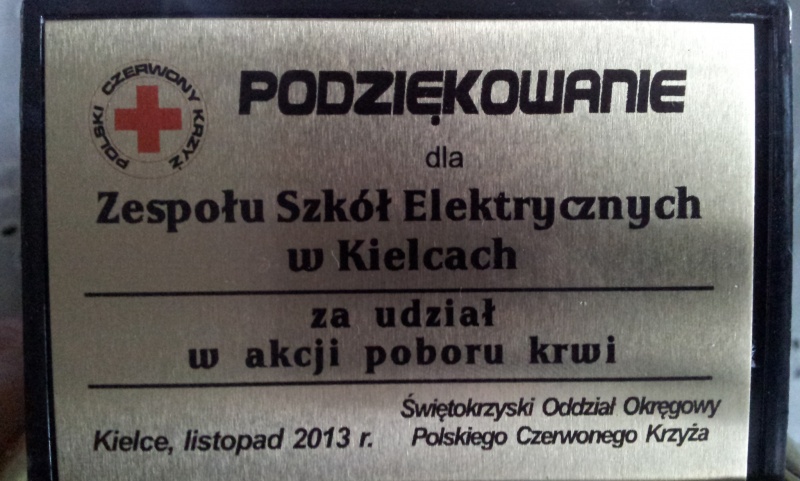 POLSKI CZERWONY KRZYŻ
PODZIĘKOWANIE
dla
Zespołu Szkół Elektrycznych
w Kielcach
za udział
w akcji poboru krwi
Świętokrzyski Oddział Okręgowy
Kielce, listopad 2013 r. Polskiego Czerwonego Krzyża